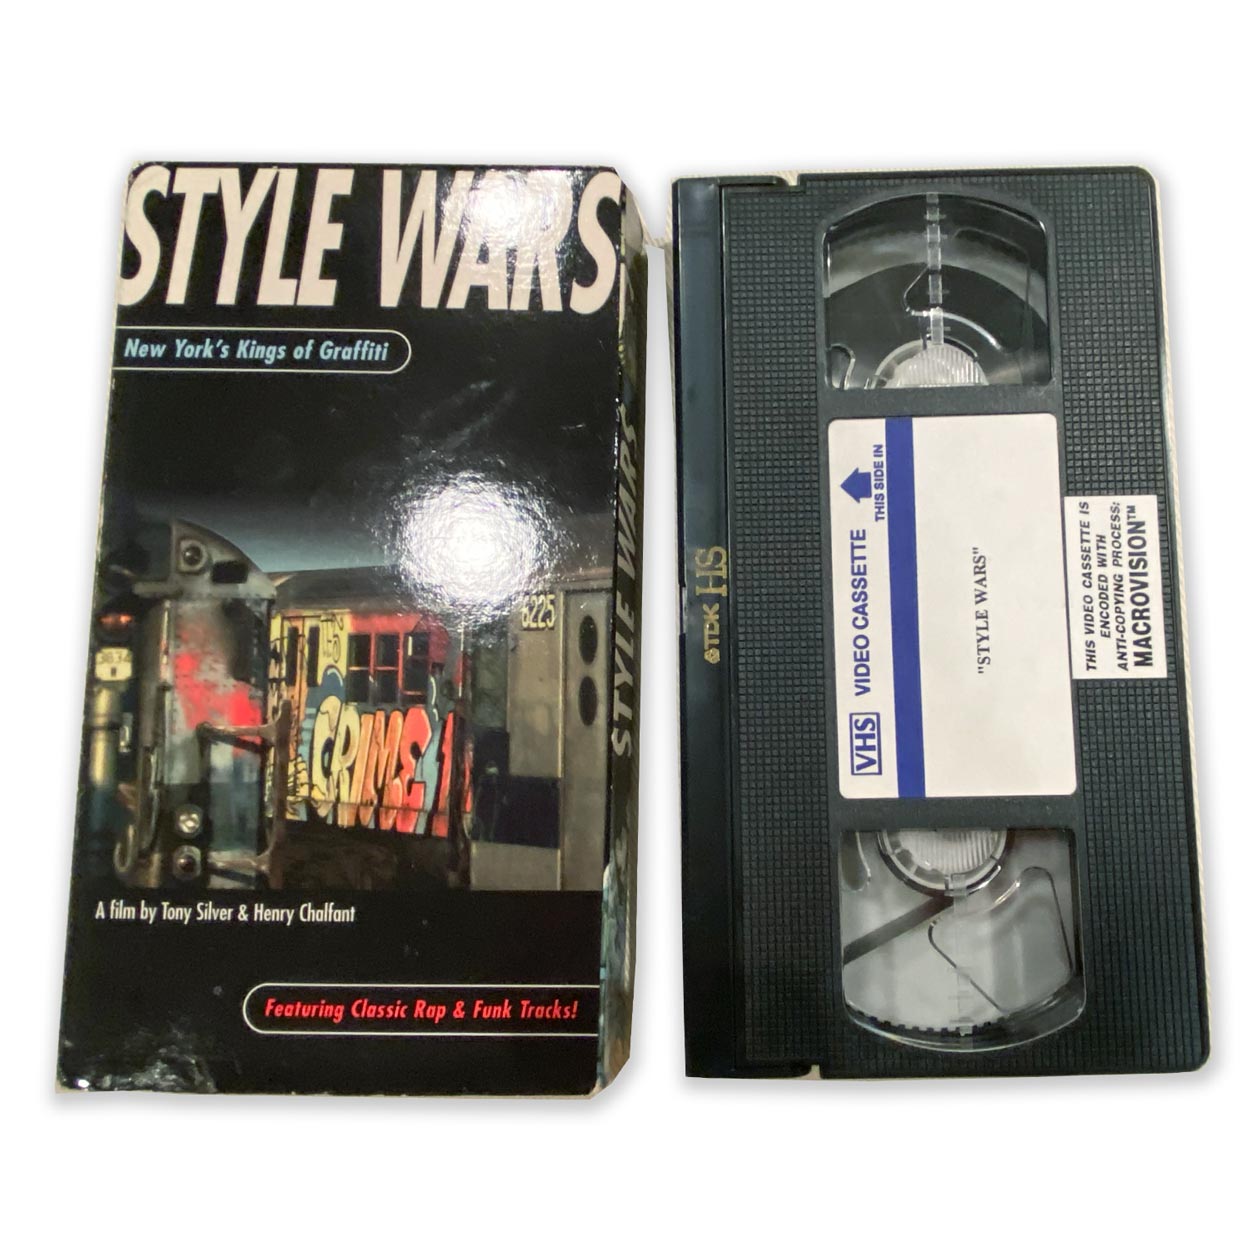 STYLE WARS
New York's Kings of Graffiti
6225
CRIME
A film by Tony Silver & Henry Chalfant
Featuring Classic Rap & Funk Tracks!
STYLE WARS
TDK HS
VHS VIDEO CASSETTE
THIS SIDE IN
"STYLE WARS"
THIS VIDEO CASSETTE IS
ENCODED WITH
ANTI-COPYING PROCESS:
MACROVISION™